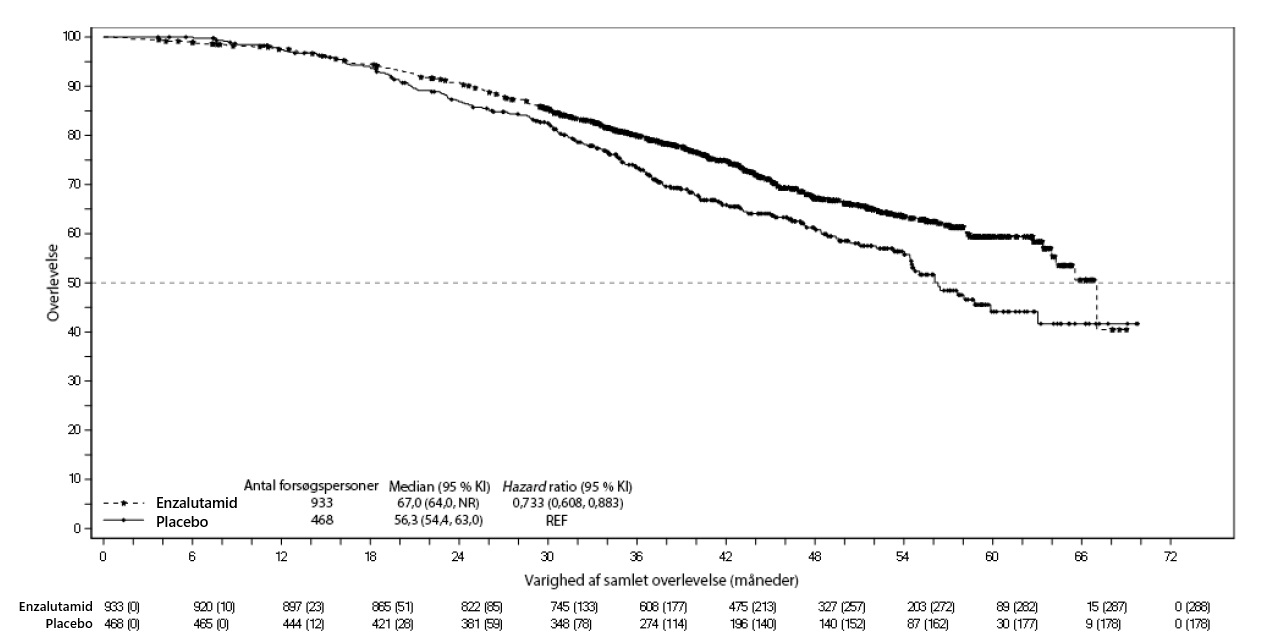 100
90
80
70
60
50
40
30
20
10
0
Overlevelse
Antal forsøgspersoner Median (95 % KI) Hazard ratio (95 % KI)
Enzalutamid 933 67,0 (64,0, NR) 0,733 (0,608, 0,883)
Placebo 468 56,3 (54,4, 63,0) REF
0 6 12 18 24 30 36 42 48 54 60 66 72
Varighed af samlet overlevelse (måneder)
Enzalutamid 933 (0) 920 (10) 897 (23) 865 (51) 822 (85) 745 (133) 608 (177) 475 (213) 327 (257) 203 (272) 89 (282) 15 (287) 0 (288)
Placebo 468 (0) 465 (0) 444 (12) 421 (28) 381 (59) 348 (78) 274 (114) 196 (140) 140 (152) 87 (162) 30 (177) 9 (178) 0 (178)